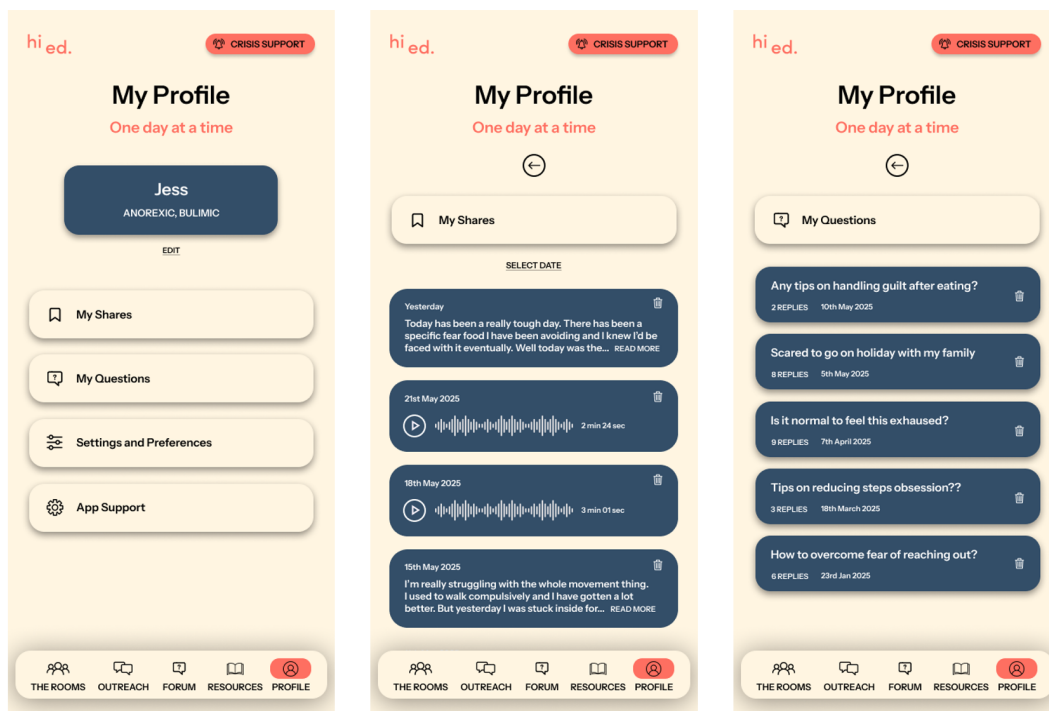 hi ed.
CRISIS SUPPORT
My Profile
One day at a time
Jess
ANOREXIC, BULIMIC
EDIT
My Shares
My Questions
Settings and Preferences
App Support
THE ROOMS
OUTREACH
FORUM
RESOURCES
PROFILE
hi ed.
CRISIS SUPPORT
My Profile
One day at a time
My Shares
SELECT DATE
Yesterday
Today has been a really tough day. There has been a
specific fear food I have been avoiding and I knew I'd be
faced with it eventually. Well today was the... READ MORE
21st May 2025
2 min 24 sec
18th May 2025
3 min 01 sec
15th May 2025
I'm really struggling with the whole movement thing.
I used to walk compulsively and I have gotten a lot
better. But yesterday I was stuck inside for... READ MORE
THE ROOMS
OUTREACH
FORUM
RESOURCES
PROFILE
hi ed.
CRISIS SUPPORT
My Profile
One day at a time
My Questions
Any tips on handling guilt after eating?
2 REPLIES 10th May 2025
Scared to go on holiday with my family
8 REPLIES 5th May 2025
Is it normal to feel this exhaused?
9 REPLIES 7th April 2025
Tips on reducing steps obsession??
3 REPLIES 18th March 2025
How to overcome fear of reaching out?
6 REPLIES 23rd Jan 2025
THE ROOMS
OUTREACH
FORUM
RESOURCES
PROFILE